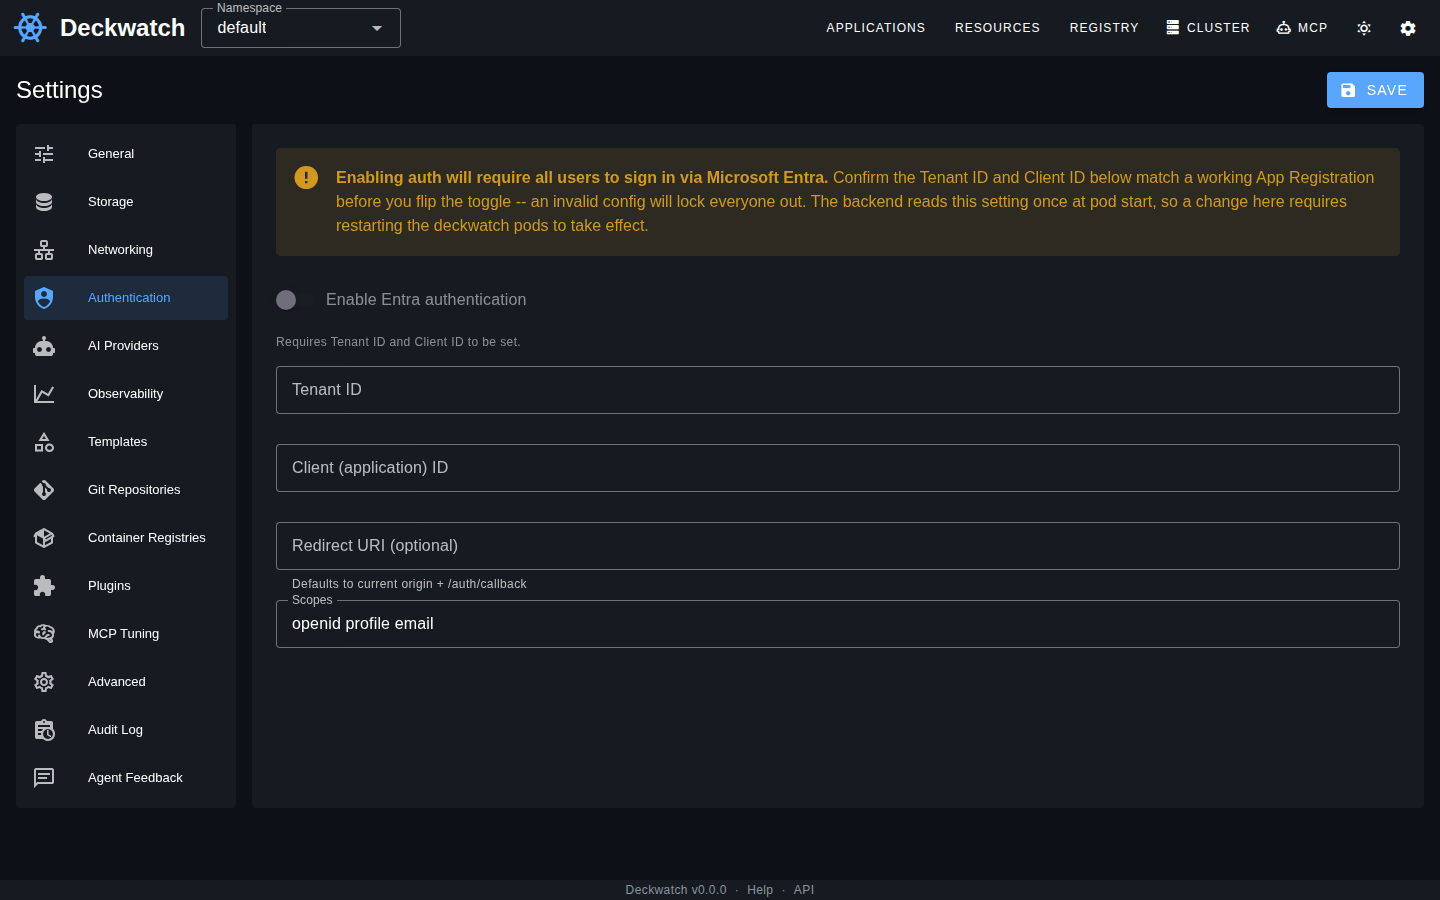 Deckwatch
Namespace
default
APPLICATIONS
RESOURCES
REGISTRY
CLUSTER
MCP
Settings
SAVE
General
Storage
Networking
Authentication
AI Providers
Observability
Templates
Git Repositories
Container Registries
Plugins
MCP Tuning
Advanced
Audit Log
Agent Feedback
Enabling auth will require all users to sign in via Microsoft Entra. Confirm the Tenant ID and Client ID below match a working App Registration
before you flip the toggle -- an invalid config will lock everyone out. The backend reads this setting once at pod start, so a change here requires
restarting the deckwatch pods to take effect.
Enable Entra authentication
Requires Tenant ID and Client ID to be set.
Tenant ID
Client (application) ID
Redirect URI (optional)
Defaults to current origin + /auth/callback
Scopes
openid profile email
Deckwatch v0.0.0 · Help · API